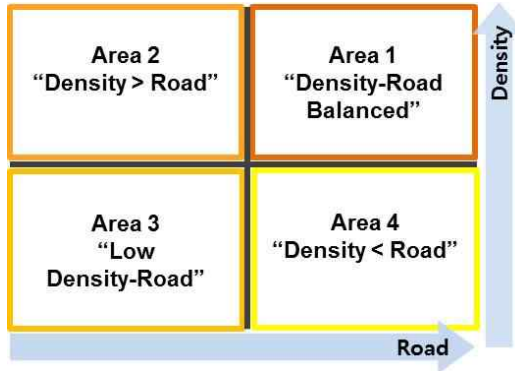 Area 2
“Density > Road”
Area 1
“Density-Road
Balanced”
Density
Area 3
“Low
Density-Road”
Area 4
“Density < Road”
Road